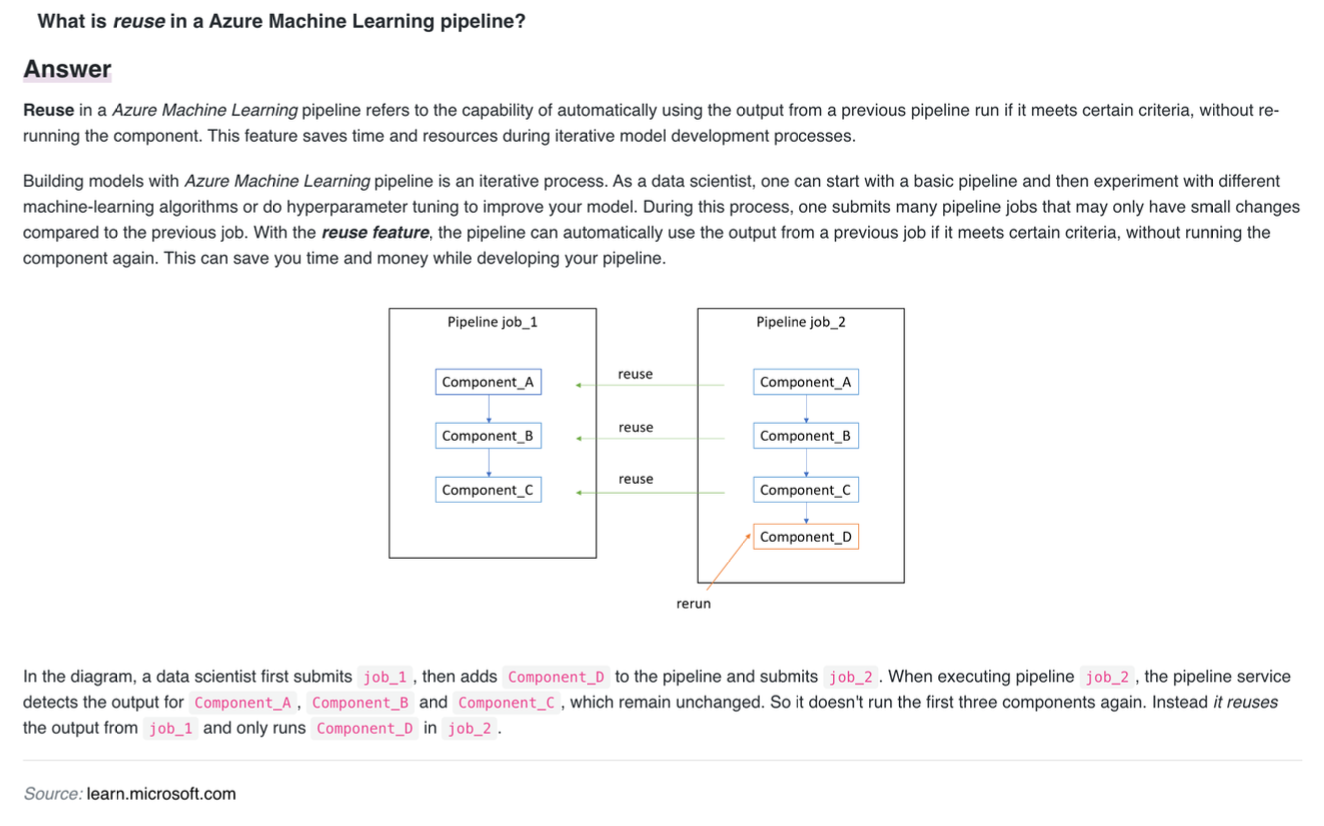 What is reuse in a Azure Machine Learning pipeline?
Answer
Reuse in a Azure Machine Learning pipeline refers to the capability of automatically using the output from a previous pipeline run if it meets certain criteria, without re-
running the component. This feature saves time and resources during iterative model development processes.
Building models with Azure Machine Learning pipeline is an iterative process. As a data scientist, one can start with a basic pipeline and then experiment with different
machine-learning algorithms or do hyperparameter tuning to improve your model. During this process, one submits many pipeline jobs that may only have small changes
compared to the previous job. With the reuse feature, the pipeline can automatically use the output from a previous job if it meets certain criteria, without running the
component again. This can save you time and money while developing your pipeline.
Pipeline job_1
Component_A
Component_B
Component_C
reuse
reuse
reuse
Pipeline job_2
Component_A
Component_B
Component_C
Component_D
rerun
In the diagram, a data scientist first submits job_1 , then adds Component_D to the pipeline and submits job_2 . When executing pipeline job_2 , the pipeline service
detects the output for Component_A , Component_B and Component_C , which remain unchanged. So it doesn't run the first three components again. Instead it reuses
the output from job_1 and only runs Component_D in job_2 .
Source: learn.microsoft.com